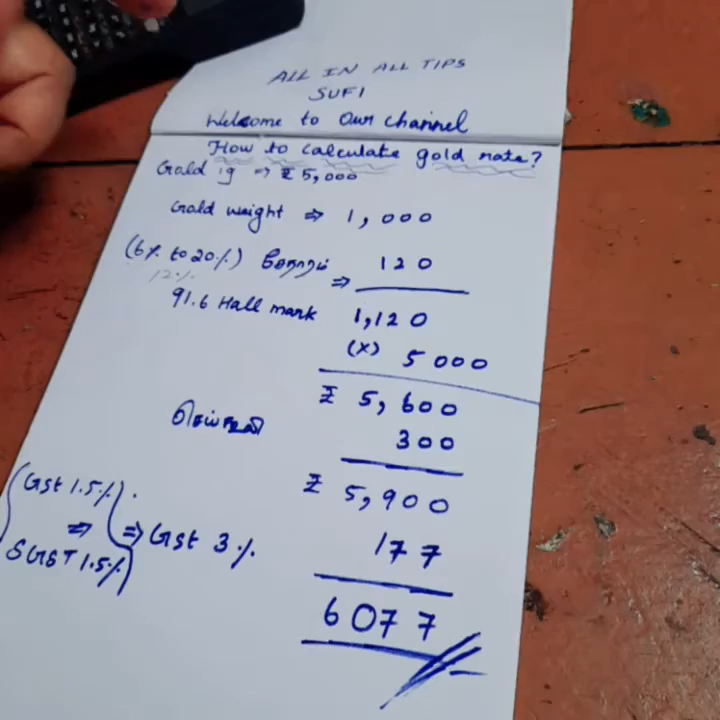 ALL IN ALL TIPS
SUFI
Welcome to Our channel
How to calculate gold rate?
Gold 1g ⇒ ₹ 5,000
Gold weight ⇒ 1,000
(6% to 20%) சேதாரம் ⇒ 120
12%
91.6 Hall mark 1,120
(x) 5000
₹ 5,600
300
₹ 5,900
Gst 1.5%
⇒ ⇒ Gst 3% 177
SGST 1.5%
6077